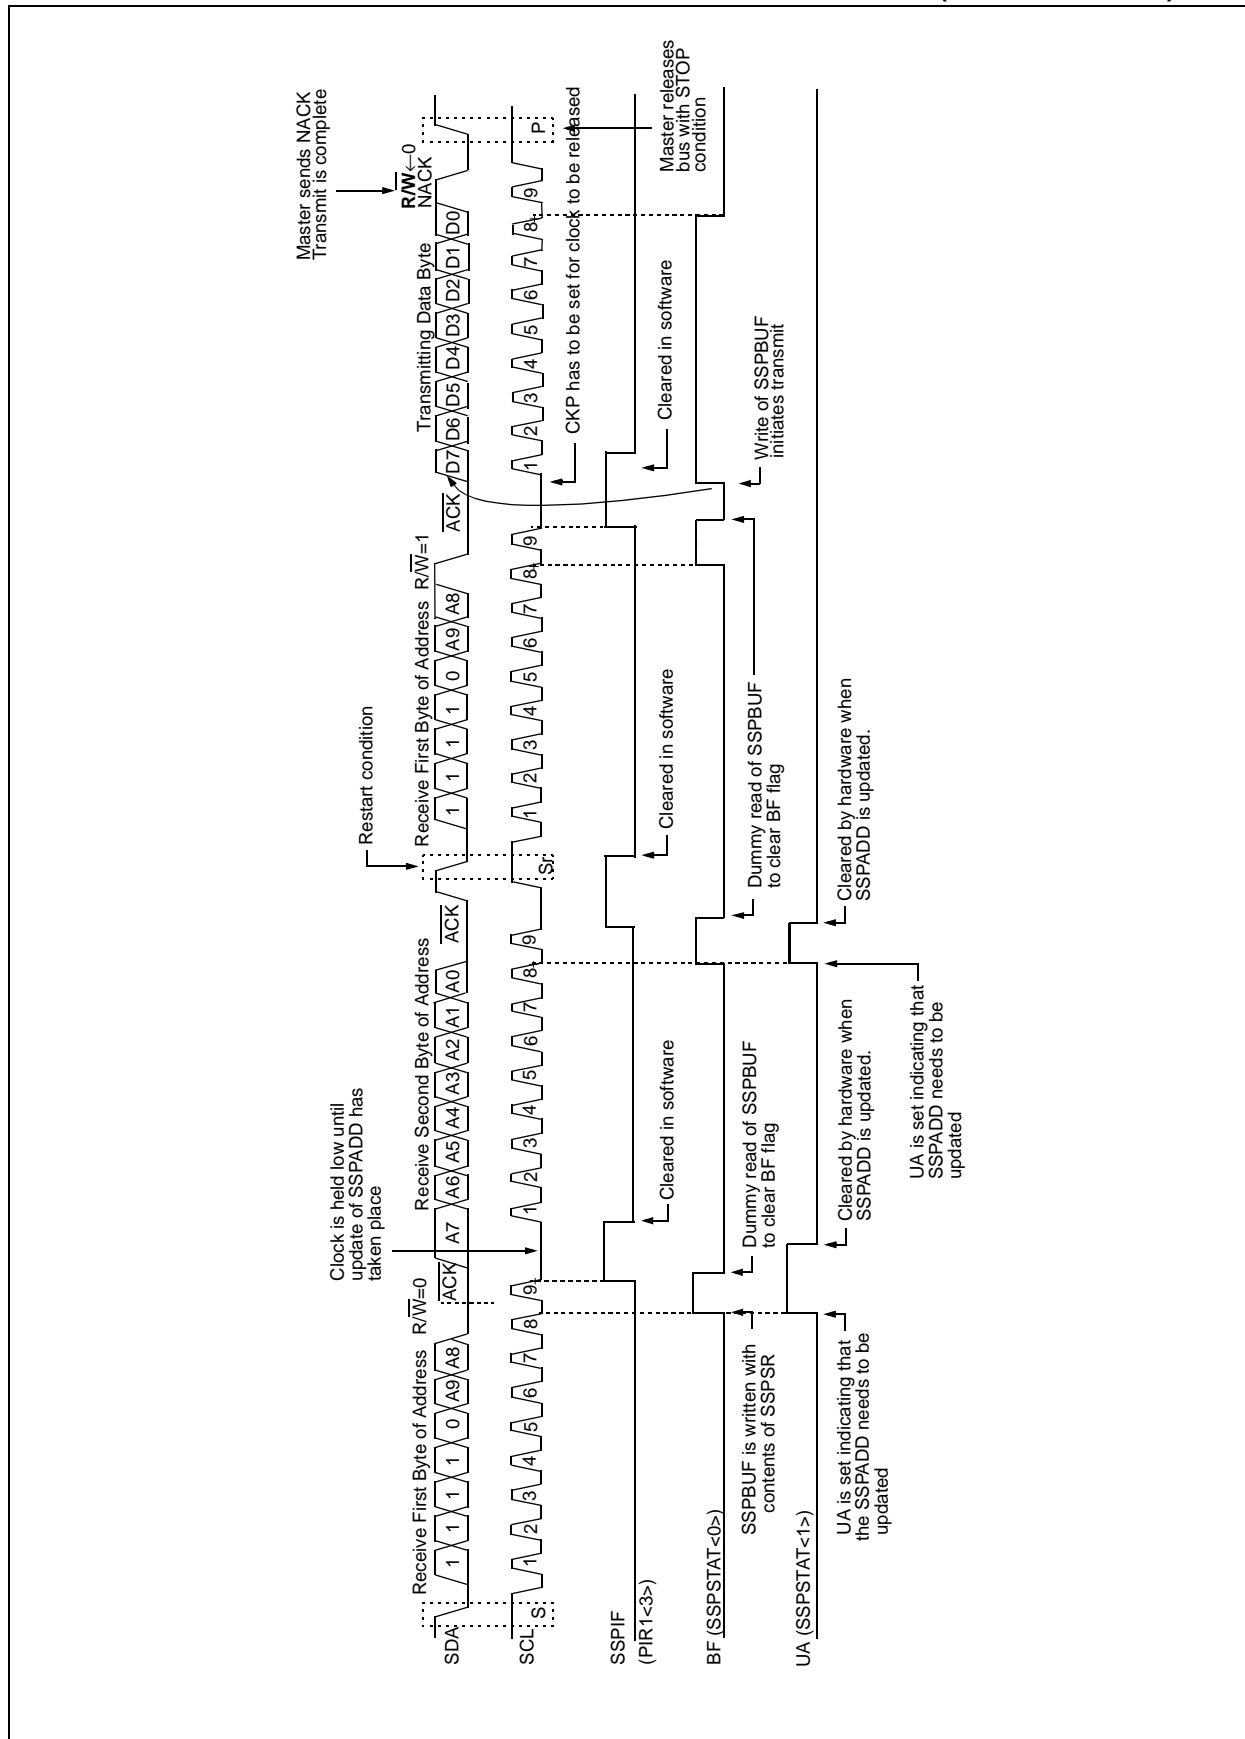 Master sends NACK
Transmit is complete
R/W←0
NACK
Restart condition
Clock is held low until
update of SSPADD has
taken place
Receive First Byte of Address R/W=0
Receive Second Byte of Address
Receive First Byte of Address R/W=1
Transmitting Data Byte
SDA
1 1 1 1 0 A9 A8
ACK
A7 A6 A5 A4 A3 A2 A1 A0
ACK
1 1 1 1 0 A9 A8
ACK
D7 D6 D5 D4 D3 D2 D1 D0
SCL
S 1 2 3 4 5 6 7 8 9
1 2 3 4 5 6 7 8 9
Sr 1 2 3 4 5 6 7 8 9
1 2 3 4 5 6 7 8 9 P
CKP has to be set for clock to be released
Master releases
bus with STOP
condition
SSPIF
(PIR1<3>)
Cleared in software
Cleared in software
Cleared in software
BF (SSPSTAT<0>)
SSPBUF is written with
contents of SSPSR
Dummy read of SSPBUF
to clear BF flag
Dummy read of SSPBUF
to clear BF flag
Write of SSPBUF
initiates transmit
UA (SSPSTAT<1>)
UA is set indicating that
the SSPADD needs to be
updated
Cleared by hardware when
SSPADD is updated.
UA is set indicating that
SSPADD needs to be
updated
Cleared by hardware when
SSPADD is updated.